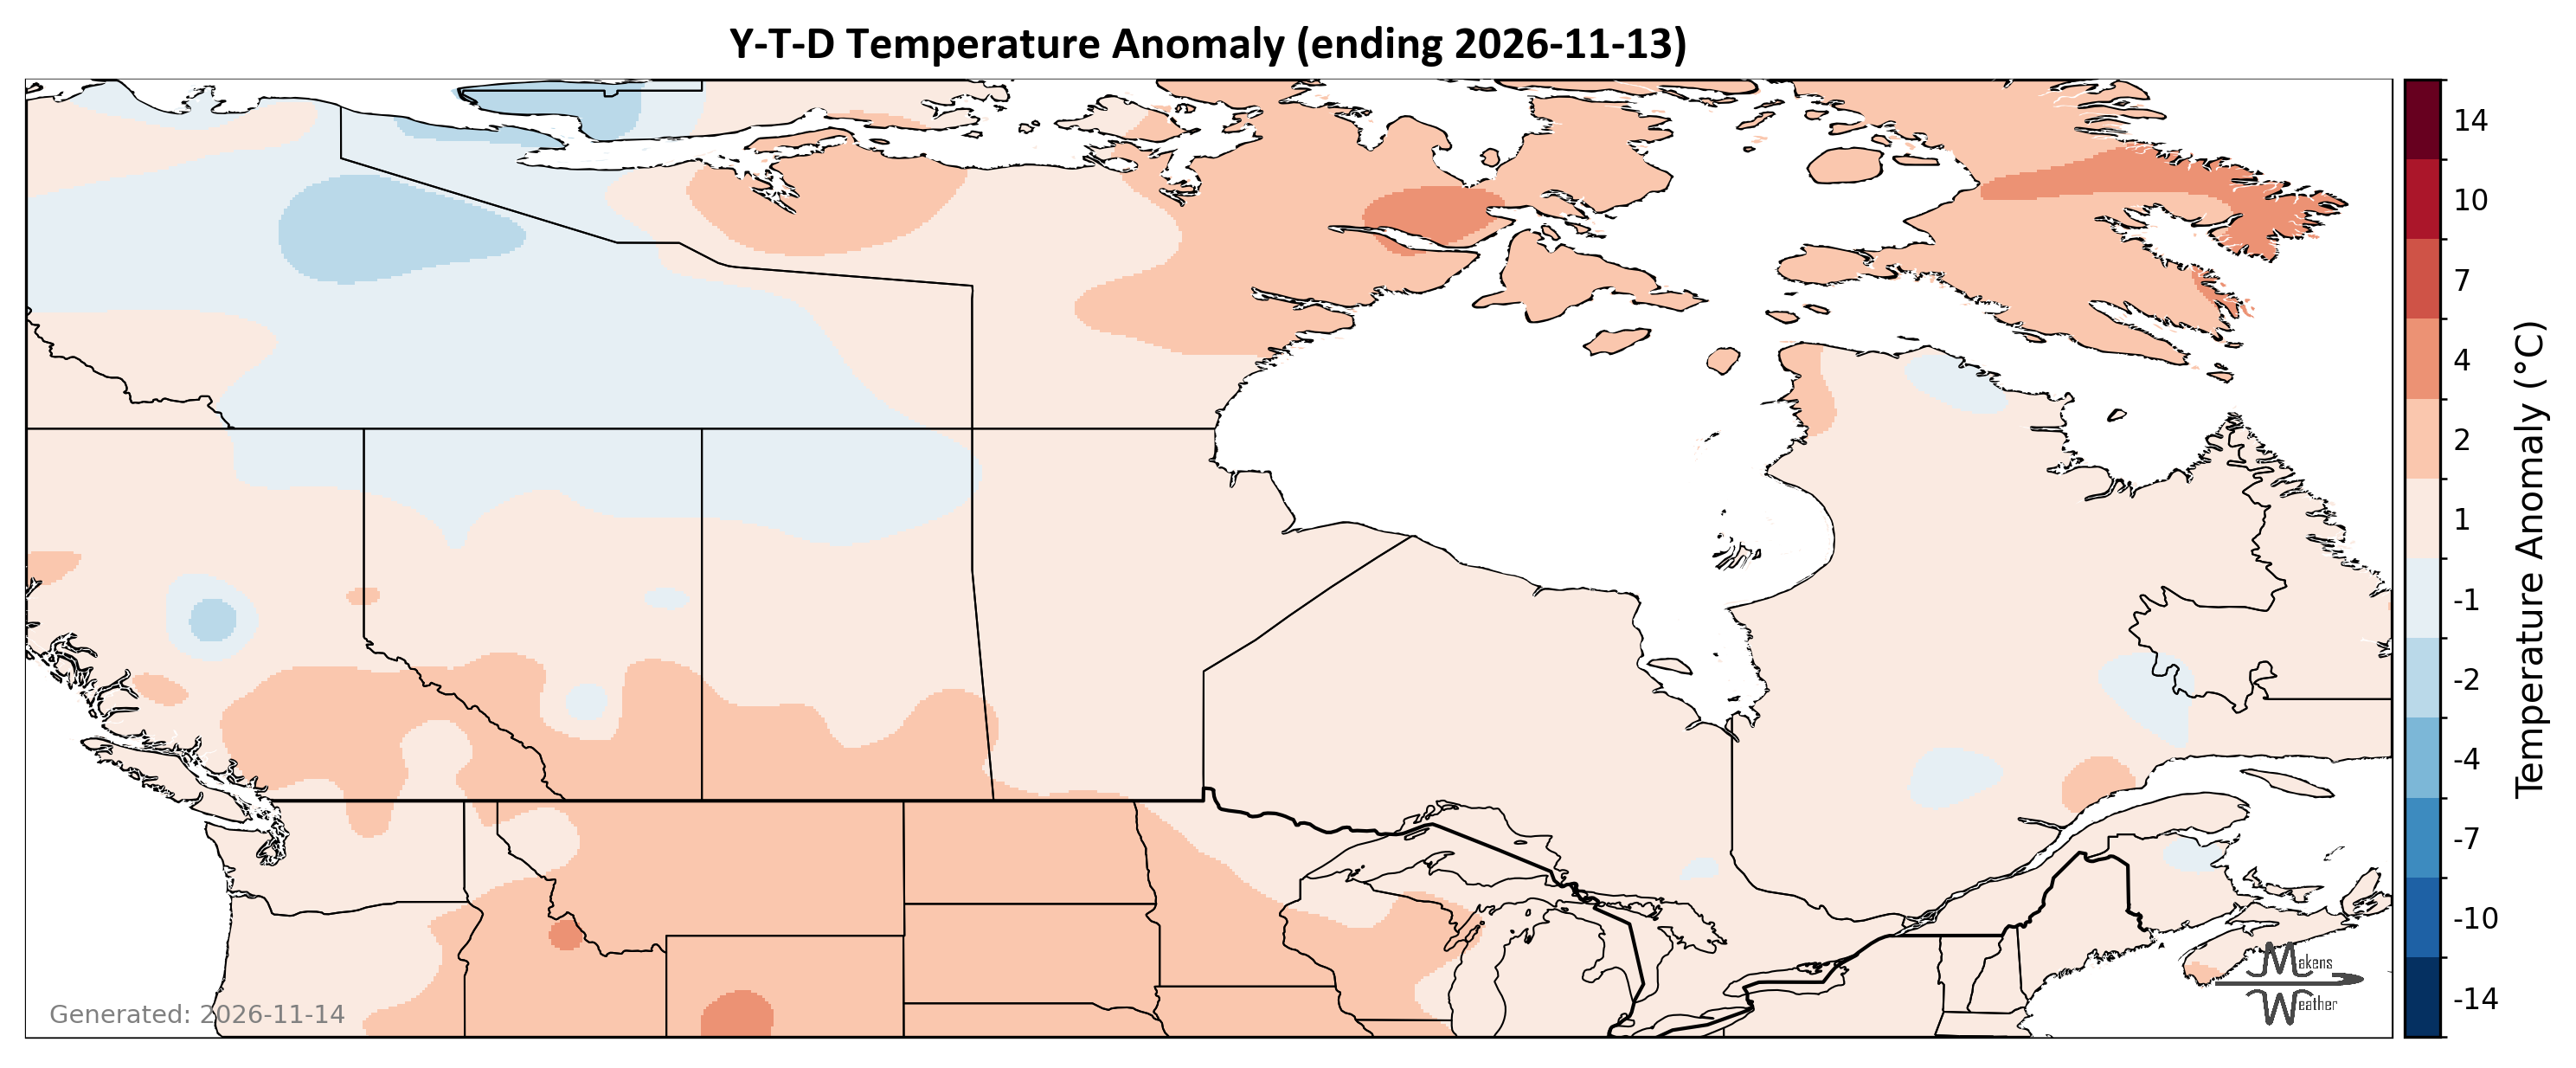 Y-T-D Temperature Anomaly (ending 2026-11-13)
14
10
7
4
2
1
-1
-2
-4
-7
-10
-14
Temperature Anomaly (°C)
Makens
Weather
Generated: 2026-11-14